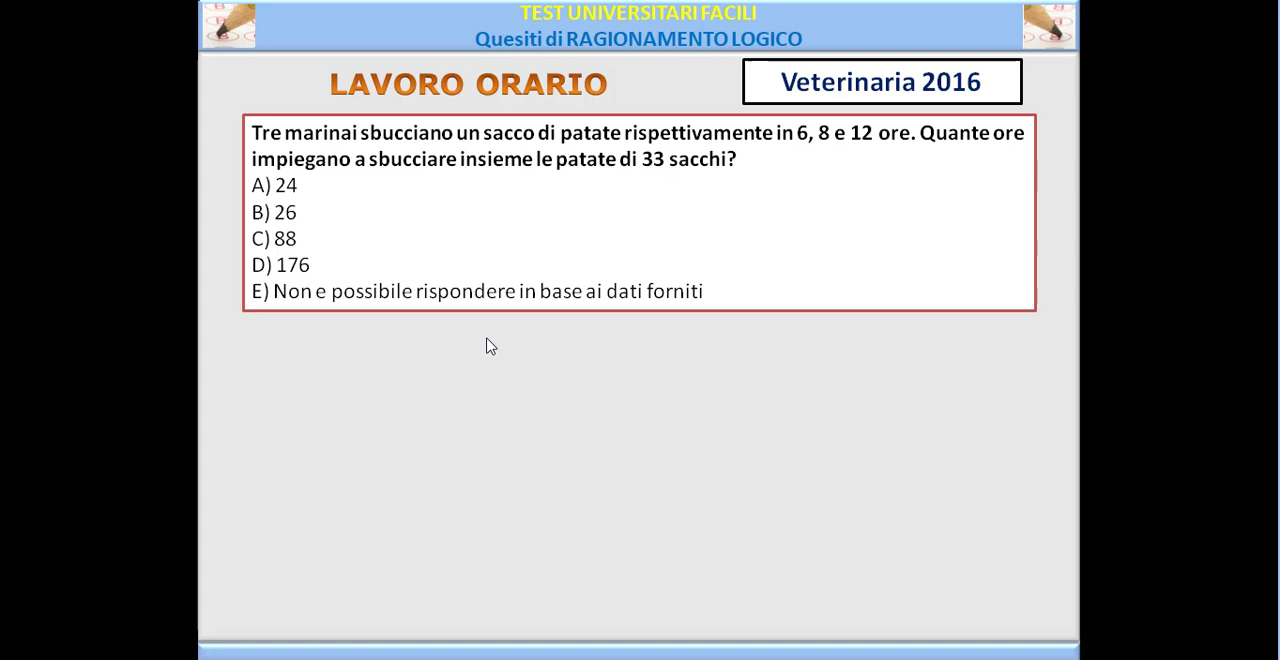 TEST UNIVERSITARI FACILI
Quesiti di RAGIONAMENTO LOGICO
LAVORO ORARIO
Veterinaria 2016
Tre marinai sbucciano un sacco di patate rispettivamente in 6, 8 e 12 ore. Quante ore
impiegano a sbucciare insieme le patate di 33 sacchi?
A) 24
B) 26
C) 88
D) 176
E) Non e possibile rispondere in base ai dati forniti